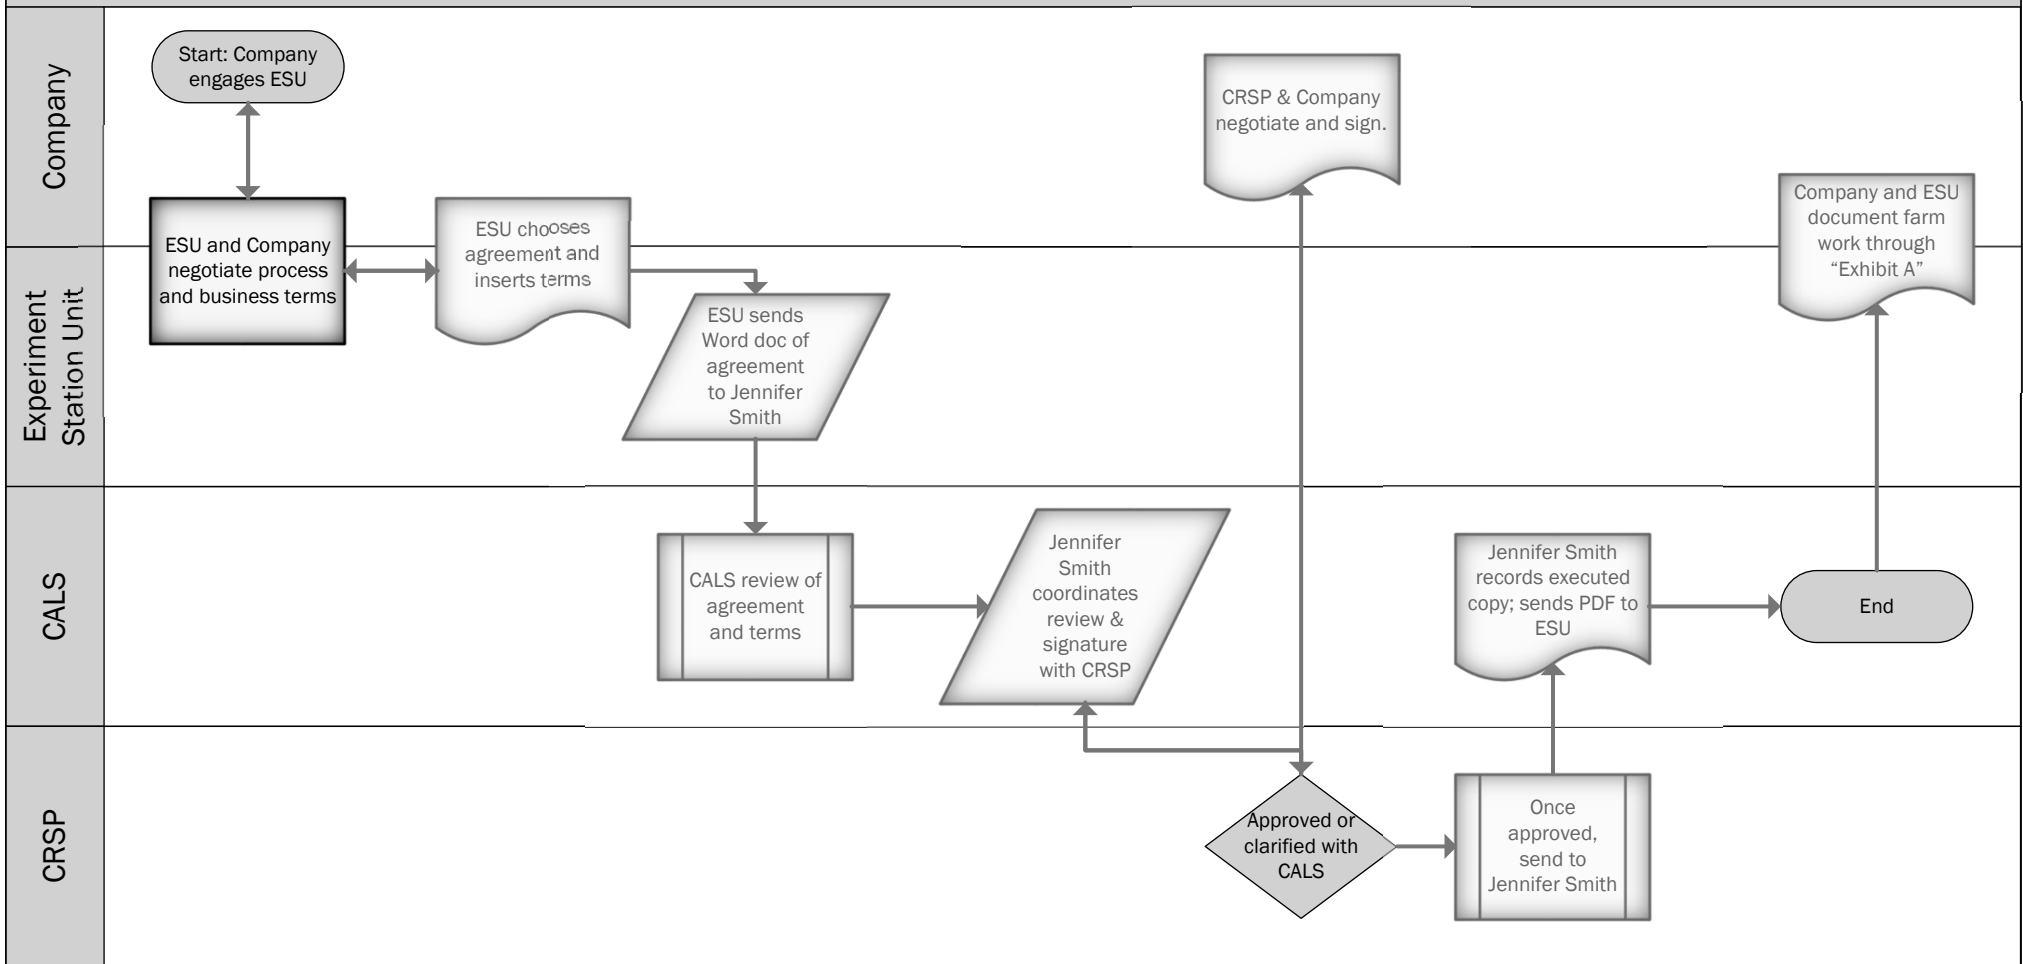 Company
Start: Company
engages ESU
CRSP & Company
negotiate and sign.
Experiment
Station Unit
ESU and Company
negotiate process
and business terms
ESU chooses
agreement and
inserts terms
Company and ESU
document farm
work through
“Exhibit A”
ESU sends
Word doc of
agreement
to Jennifer
Smith
CALS
CALS review of
agreement
and terms
Jennifer
Smith
coordinates
review &
signature
with CRSP
Jennifer Smith
records executed
copy; sends PDF to
ESU
End
CRSP
Approved or
clarified with
CALS
Once
approved,
send to
Jennifer Smith